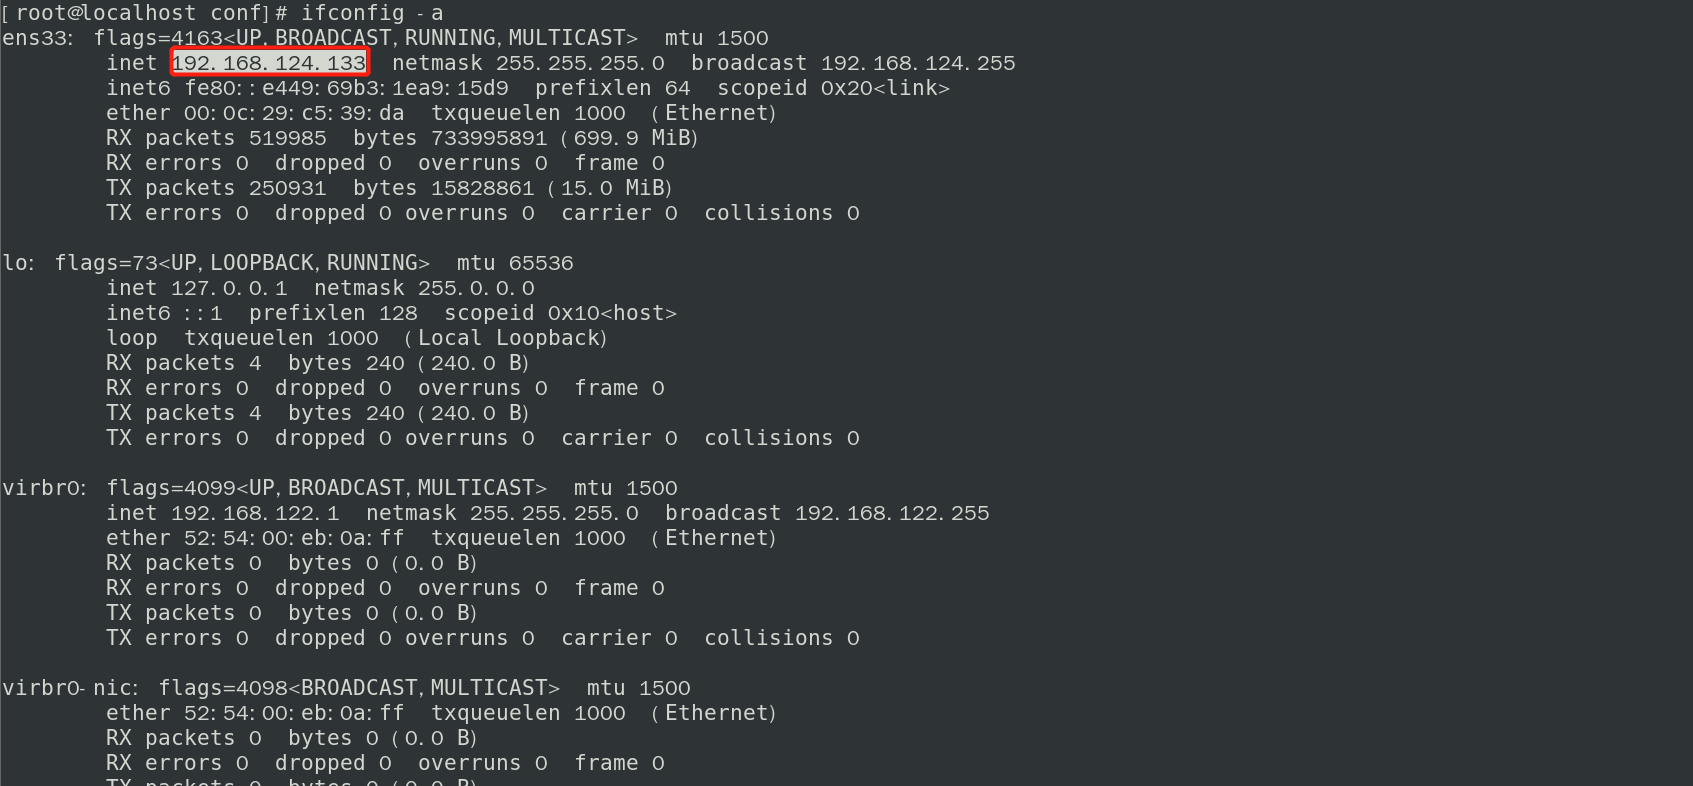 [root@localhost conf]# ifconfig -a
ens33: flags=4163<UP,BROADCAST,RUNNING,MULTICAST>  mtu 1500
        inet 192.168.124.133  netmask 255.255.255.0  broadcast 192.168.124.255
        inet6 fe80::e449:69b3:1ea9:15d9  prefixlen 64  scopeid 0x20<link>
        ether 00:0c:29:c5:39:da  txqueuelen 1000  (Ethernet)
        RX packets 519985  bytes 733995891 (699.9 MiB)
        RX errors 0  dropped 0  overruns 0  frame 0
        TX packets 250931  bytes 15828861 (15.0 MiB)
        TX errors 0  dropped 0 overruns 0  carrier 0  collisions 0

lo: flags=73<UP,LOOPBACK,RUNNING>  mtu 65536
        inet 127.0.0.1  netmask 255.0.0.0
        inet6 ::1  prefixlen 128  scopeid 0x10<host>
        loop  txqueuelen 1000  (Local Loopback)
        RX packets 4  bytes 240 (240.0 B)
        RX errors 0  dropped 0  overruns 0  frame 0
        TX packets 4  bytes 240 (240.0 B)
        TX errors 0  dropped 0 overruns 0  carrier 0  collisions 0

virbr0: flags=4099<UP,BROADCAST,MULTICAST>  mtu 1500
        inet 192.168.122.1  netmask 255.255.255.0  broadcast 192.168.122.255
        ether 52:54:00:eb:0a:ff  txqueuelen 1000  (Ethernet)
        RX packets 0  bytes 0 (0.0 B)
        RX errors 0  dropped 0  overruns 0  frame 0
        TX packets 0  bytes 0 (0.0 B)
        TX errors 0  dropped 0 overruns 0  carrier 0  collisions 0

virbr0-nic: flags=4098<BROADCAST,MULTICAST>  mtu 1500
        ether 52:54:00:eb:0a:ff  txqueuelen 1000  (Ethernet)
        RX packets 0  bytes 0 (0.0 B)
        RX errors 0  dropped 0  overruns 0  frame 0
        TX packets 0  bytes 0 (0.0 B)